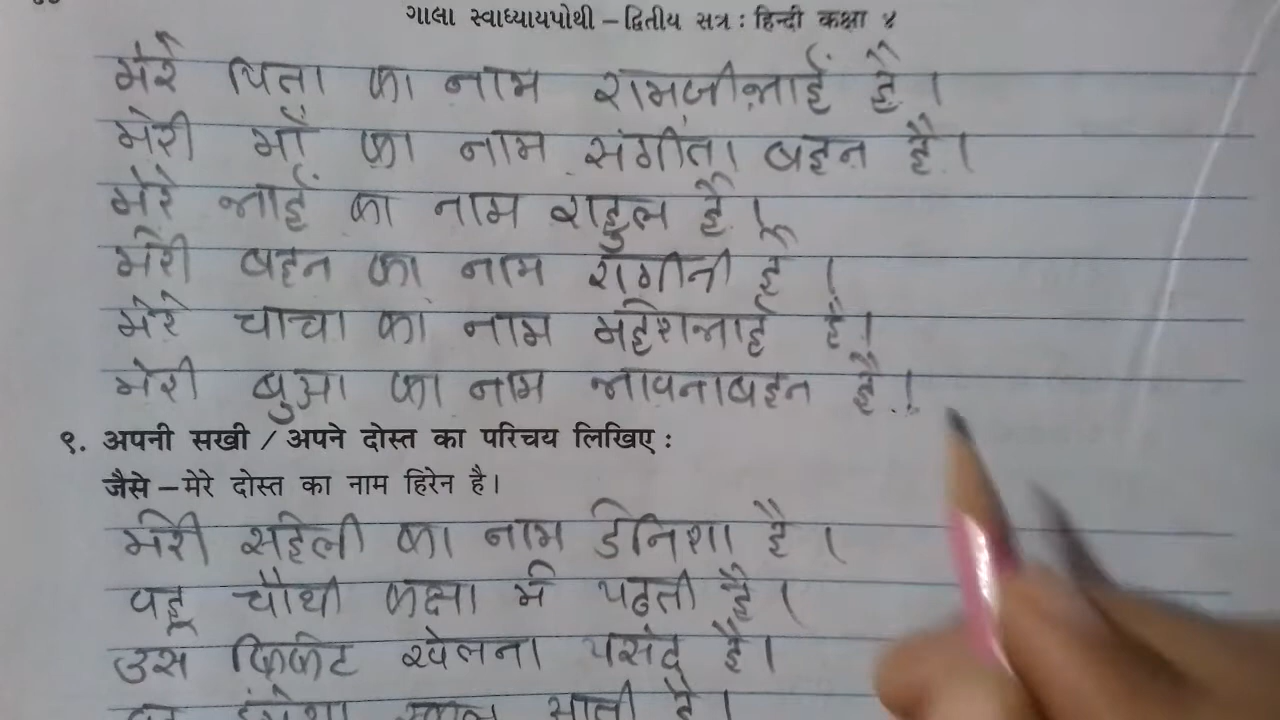 गाला स्वाध्यायपोथी – द्वितीय सत्र : हिन्दी कक्षा ४
मेरे पिता का नाम रामजीभाई है ।
मेरी माँ का नाम संगीता बहन है ।
मेरे भाई का नाम राहुल है ।
मेरी बहन का नाम रागीनी है ।
मेरे चाचा का नाम महेशभाई है ।
मेरी बुआ का नाम भावनाबहन है ।
९. अपनी सखी / अपने दोस्त का परिचय लिखिए :
जैसे – मेरे दोस्त का नाम हिरेन है ।
मेरी सहेली का नाम डेनिशा है ।
वह चौथी कक्षा में पढ़ती है ।
उसे क्रिकेट खेलना पसंद है ।